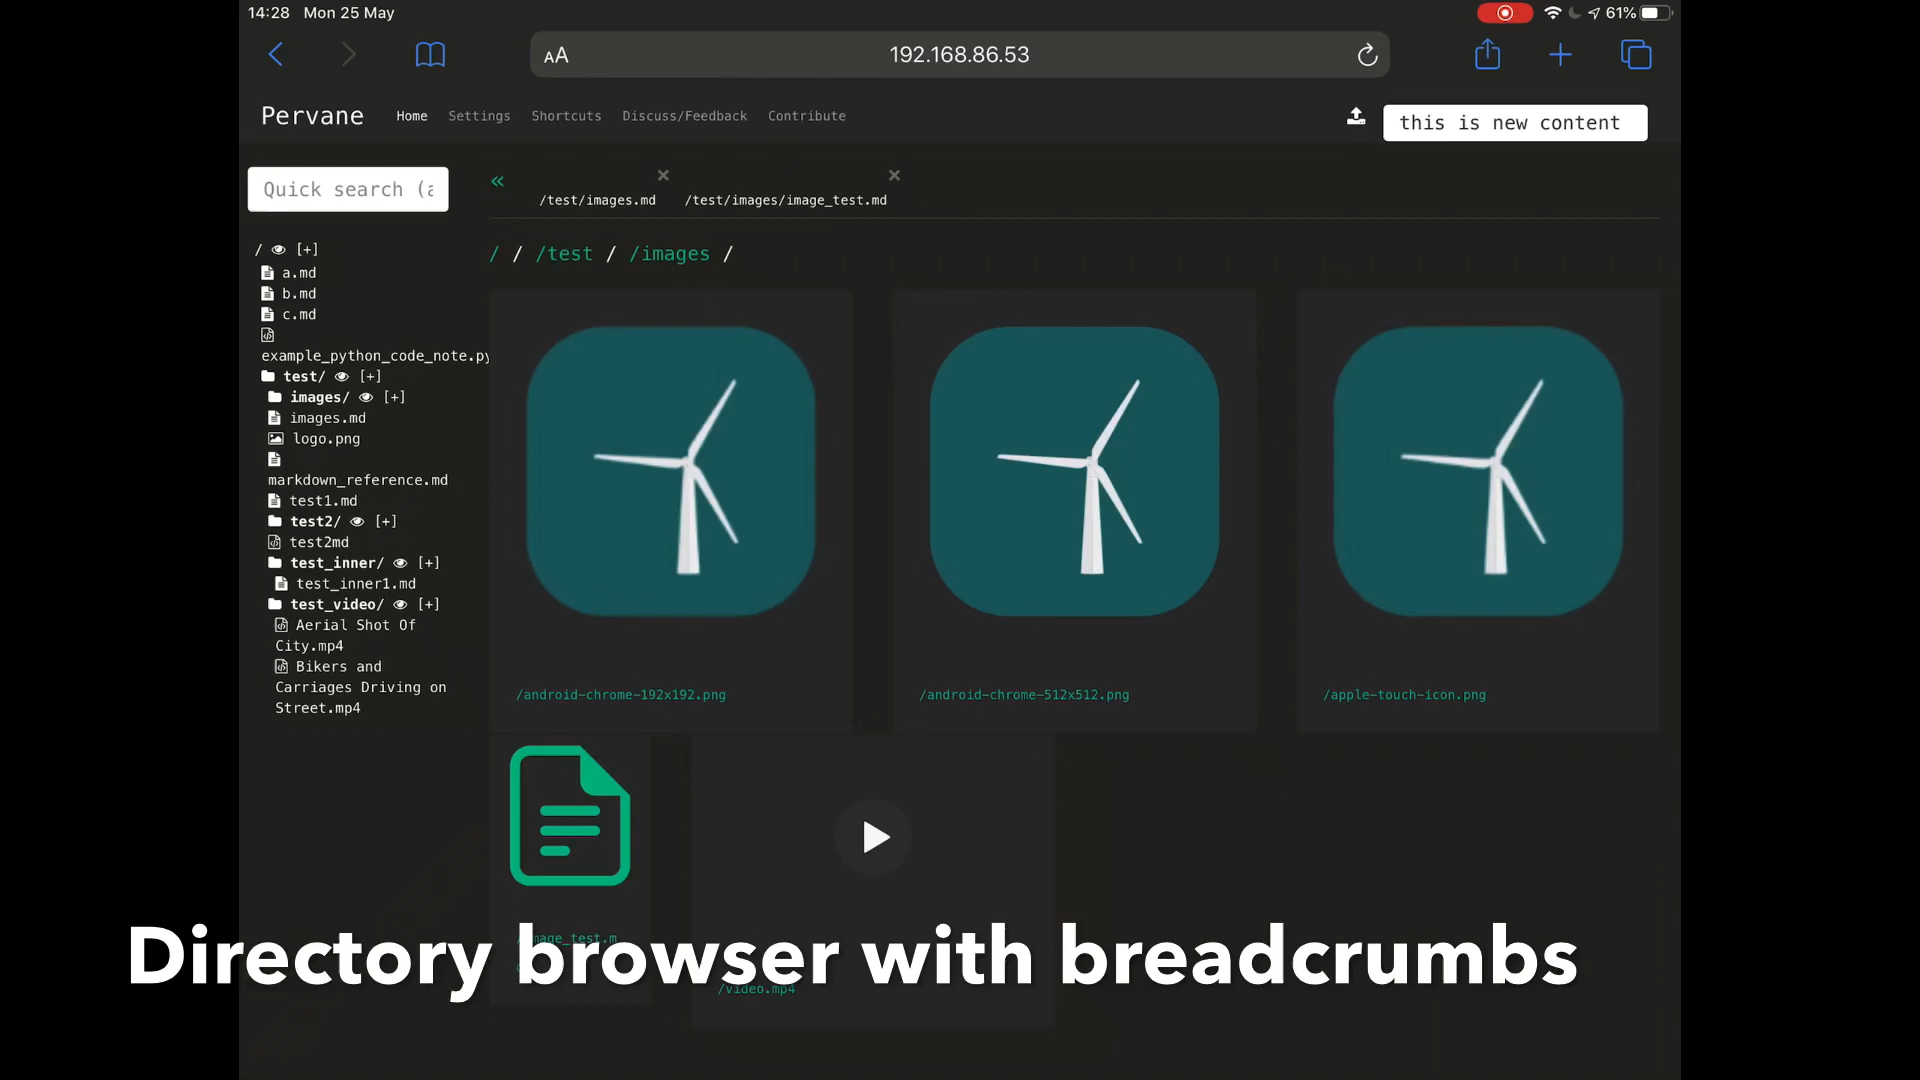 14:28 Mon 25 May
61%
AA 192.168.86.53
Pervane Home Settings Shortcuts Discuss/Feedback Contribute this is new content
Quick search (a
« × ×
/test/images.md /test/images/image_test.md
/ / /test / /images /
/ [+]
a.md
b.md
c.md
example_python_code_note.py
test/ [+]
images/ [+]
images.md
logo.png
markdown_reference.md
test1.md
test2/ [+]
test2md
test_inner/ [+]
test_inner1.md
test_video/ [+]
Aerial Shot Of
City.mp4
Bikers and
Carriages Driving on
Street.mp4
/android-chrome-192x192.png
/android-chrome-512x512.png
/apple-touch-icon.png
/video.mp4
Directory browser with breadcrumbs